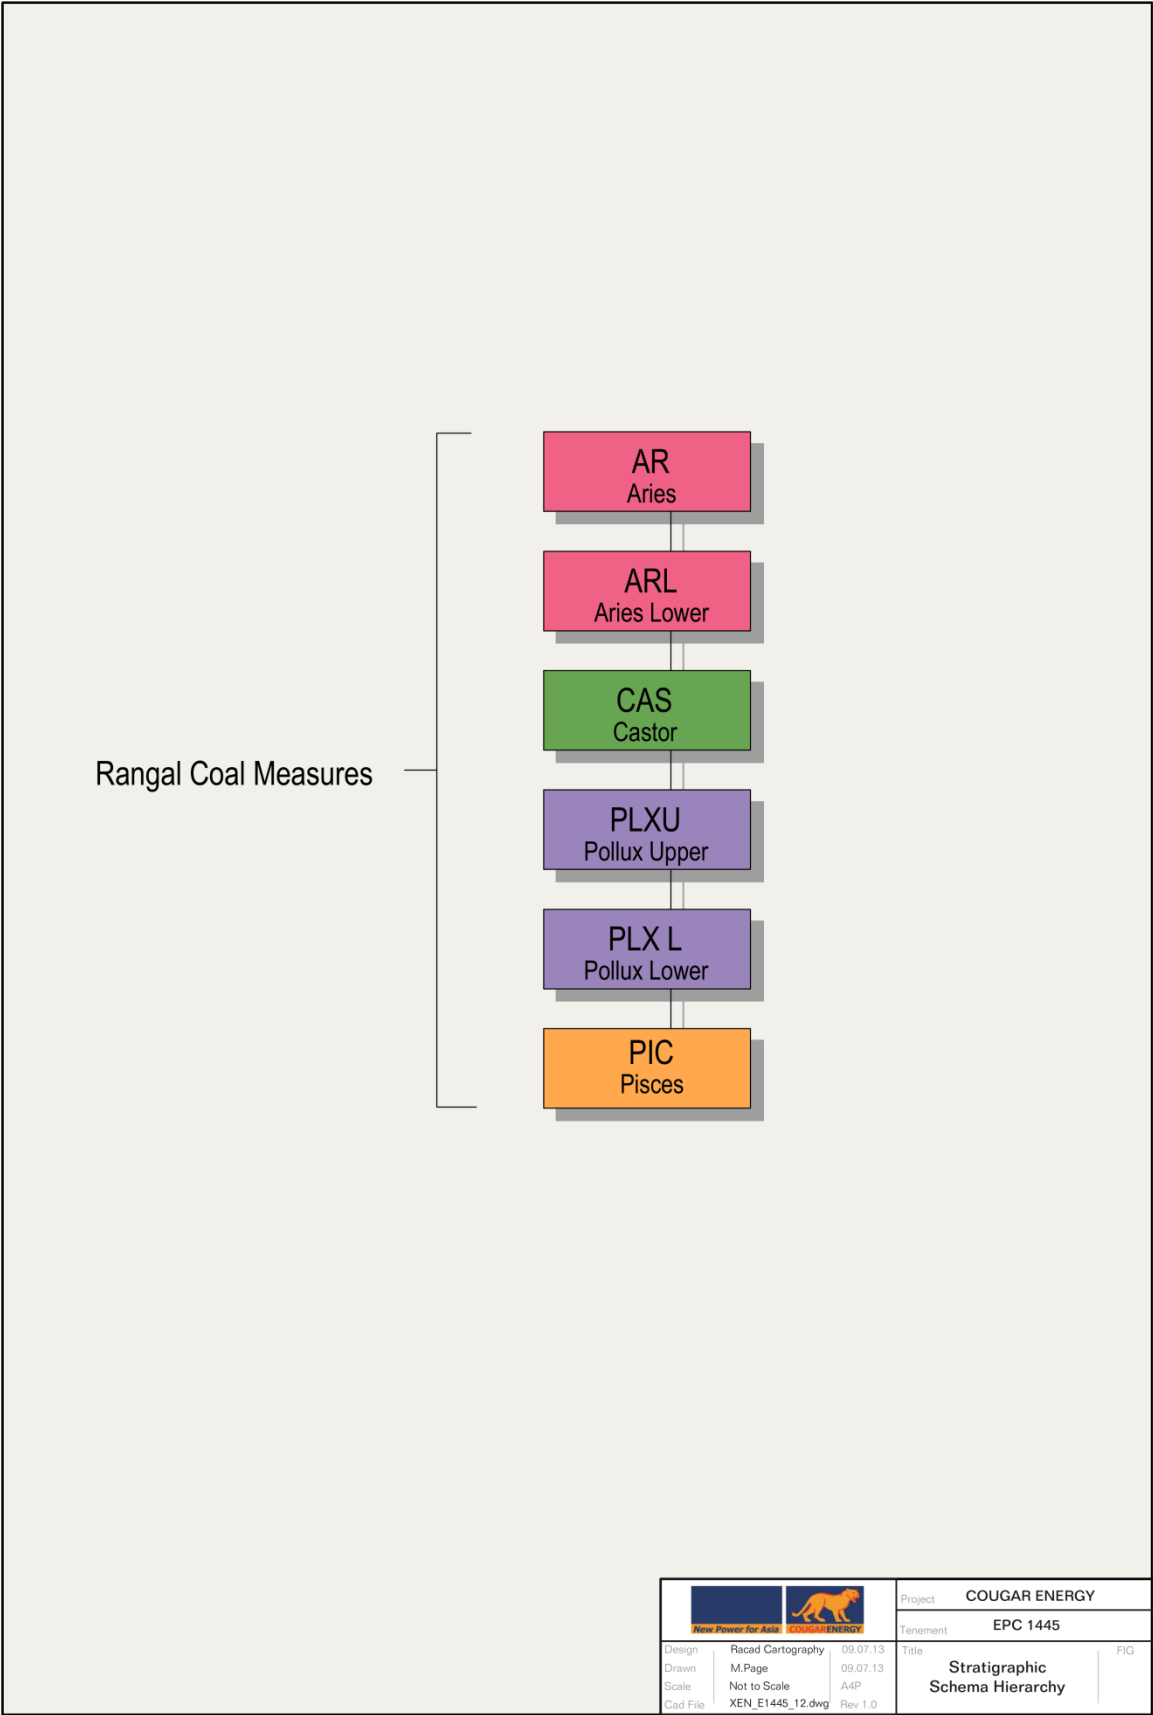 AR
Aries
ARL
Aries Lower
CAS
Castor
Rangal Coal Measures
PLXU
Pollux Upper
PLX L
Pollux Lower
PIC
Pisces
New Power for Asia
COUGARENERGY
Project COUGAR ENERGY
Tenement EPC 1445
Design Racad Cartography 09.07.13
Drawn M.Page 09.07.13
Scale Not to Scale A4P
Cad File XEN_E1445_12.dwg Rev 1.0
Title
Stratigraphic
Schema Hierarchy
FIG